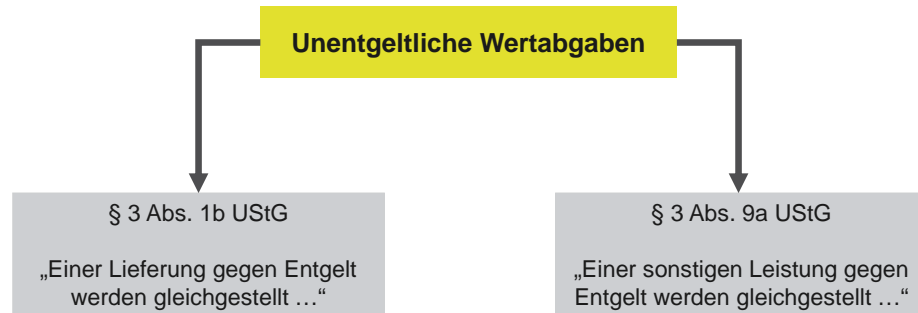 Unentgeltliche Wertabgaben
§ 3 Abs. 1b UStG
„Einer Lieferung gegen Entgelt
werden gleichgestellt …“
§ 3 Abs. 9a UStG
„Einer sonstigen Leistung gegen
Entgelt werden gleichgestellt …“